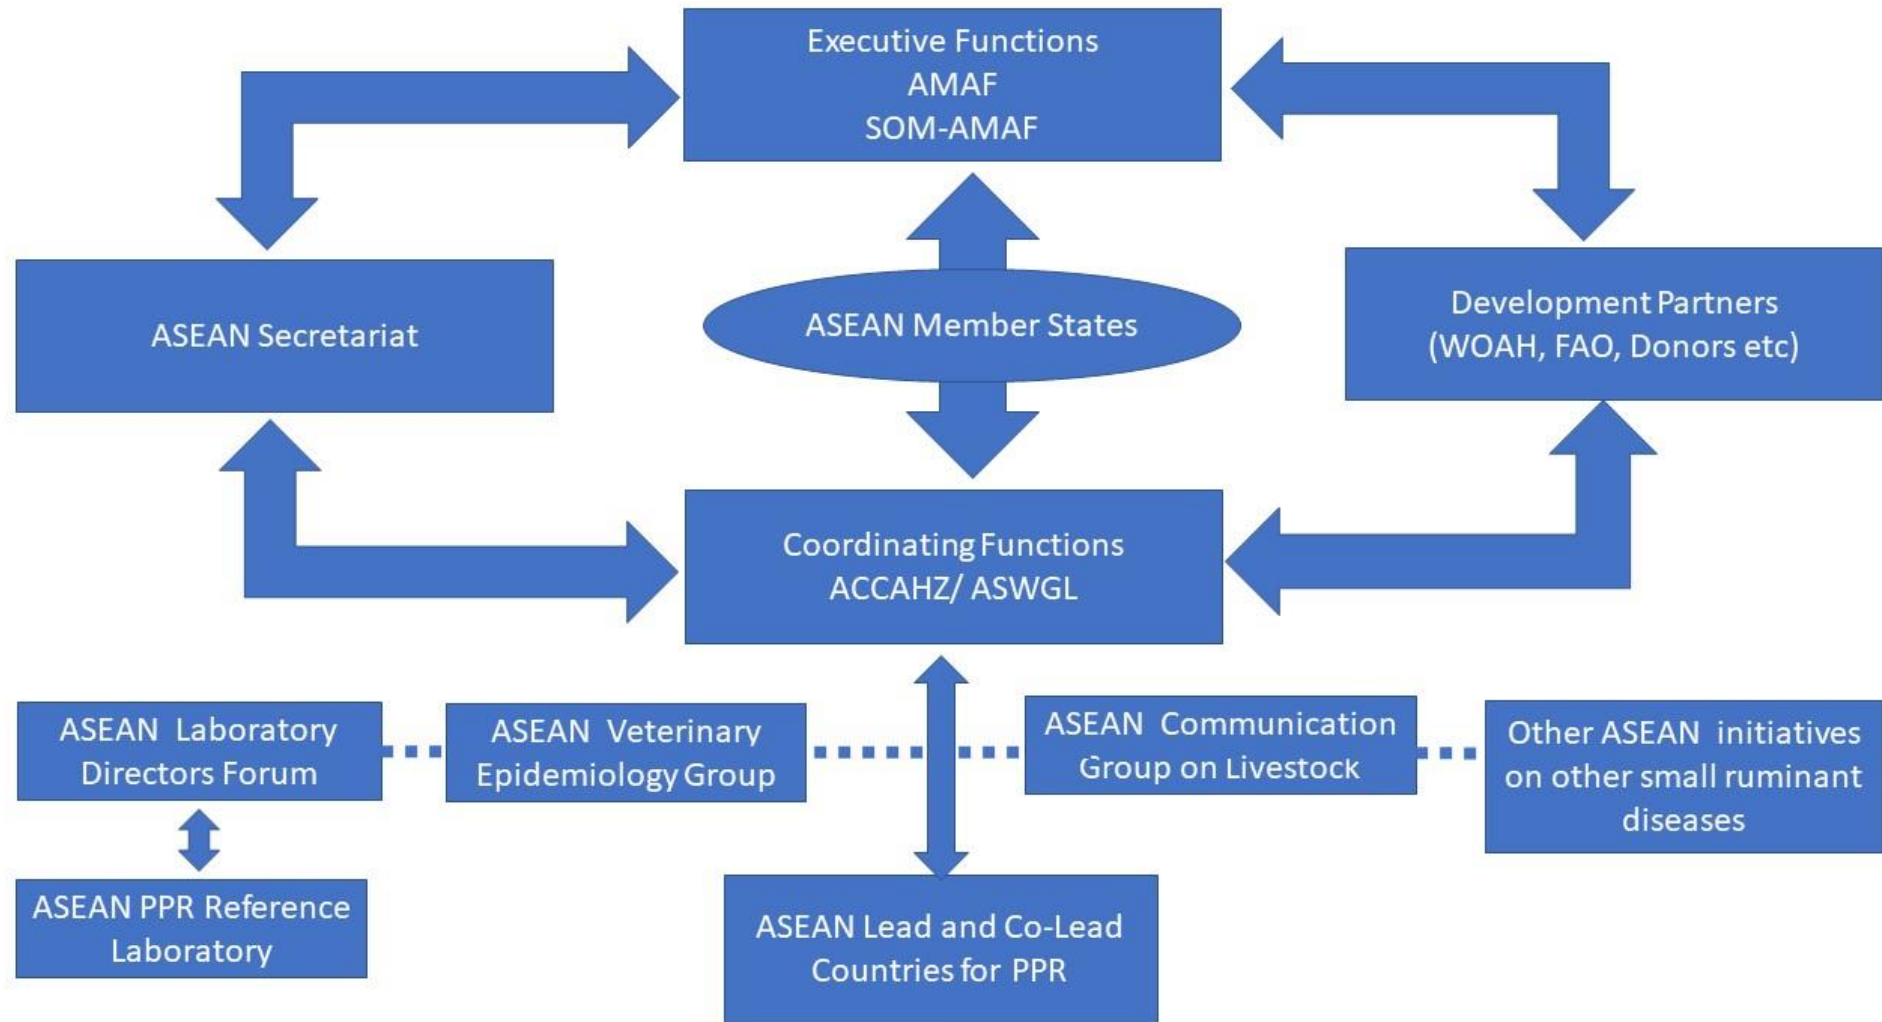 Executive Functions
AMAF
SOM-AMAF
ASEAN Secretariat
ASEAN Member States
Development Partners
(WOAH, FAO, Donors etc)
Coordinating Functions
ACCAHZ/ ASWGL
ASEAN Laboratory
Directors Forum
ASEAN Veterinary
Epidemiology Group
ASEAN Communication
Group on Livestock
Other ASEAN initiatives
on other small ruminant
diseases
ASEAN PPR Reference
Laboratory
ASEAN Lead and Co-Lead
Countries for PPR